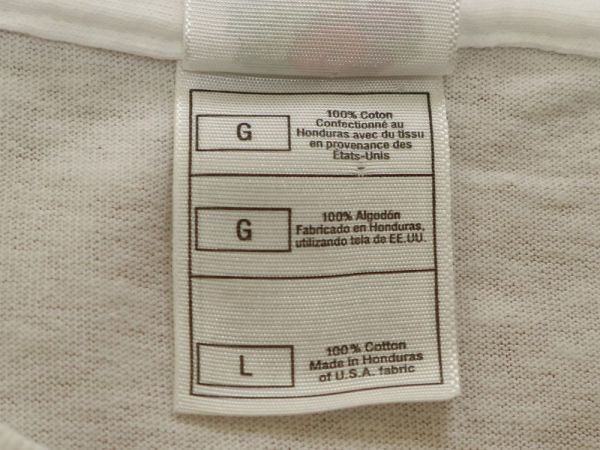 G
100% Coton
Confectionné au
Honduras avec du tissu
en provenance des
États-Unis
G
100% Algodón
Fabricado en Honduras,
utilizando tela de EE.UU.
L
100% Cotton
Made in Honduras
of U.S.A. fabric